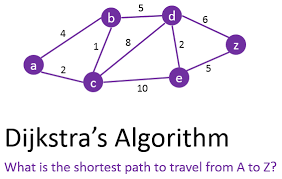 b
5
d
6
4
1
8
2
z
a
2
c
10
e
5
Dijkstra's Algorithm
What is the shortest path to travel from A to Z?